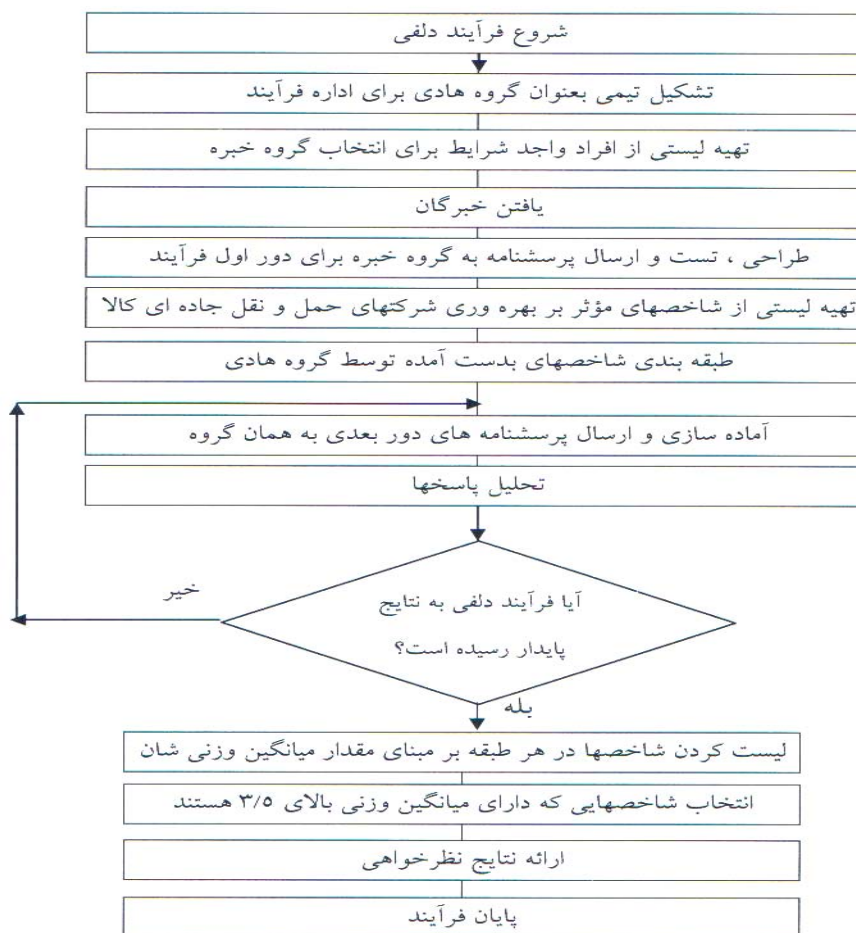 شروع فرآیند دلفی
تشکیل تیمی بعنوان گروه هادی برای اداره فرآیند
تهیه لیستی از افراد واجد شرایط برای انتخاب گروه خبره
یافتن خبرگان
طراحی ، تست و ارسال پرسشنامه به گروه خبره برای دور اول فرآیند
تهیه لیستی از شاخصهای مؤثر بر بهره وری شرکتهای حمل و نقل جاده ای کالا
طبقه بندی شاخصهای بدست آمده توسط گروه هادی
آماده سازی و ارسال پرسشنامه های دور بعدی به همان گروه
تحلیل پاسخها
آیا فرآیند دلفی به نتایج
پایدار رسیده است؟
خیر
بله
لیست کردن شاخصها در هر طبقه بر مبنای مقدار میانگین وزنی شان
انتخاب شاخصهایی که دارای میانگین وزنی بالای ۳/۵ هستند
ارائه نتایج نظرخواهی
پایان فرآیند